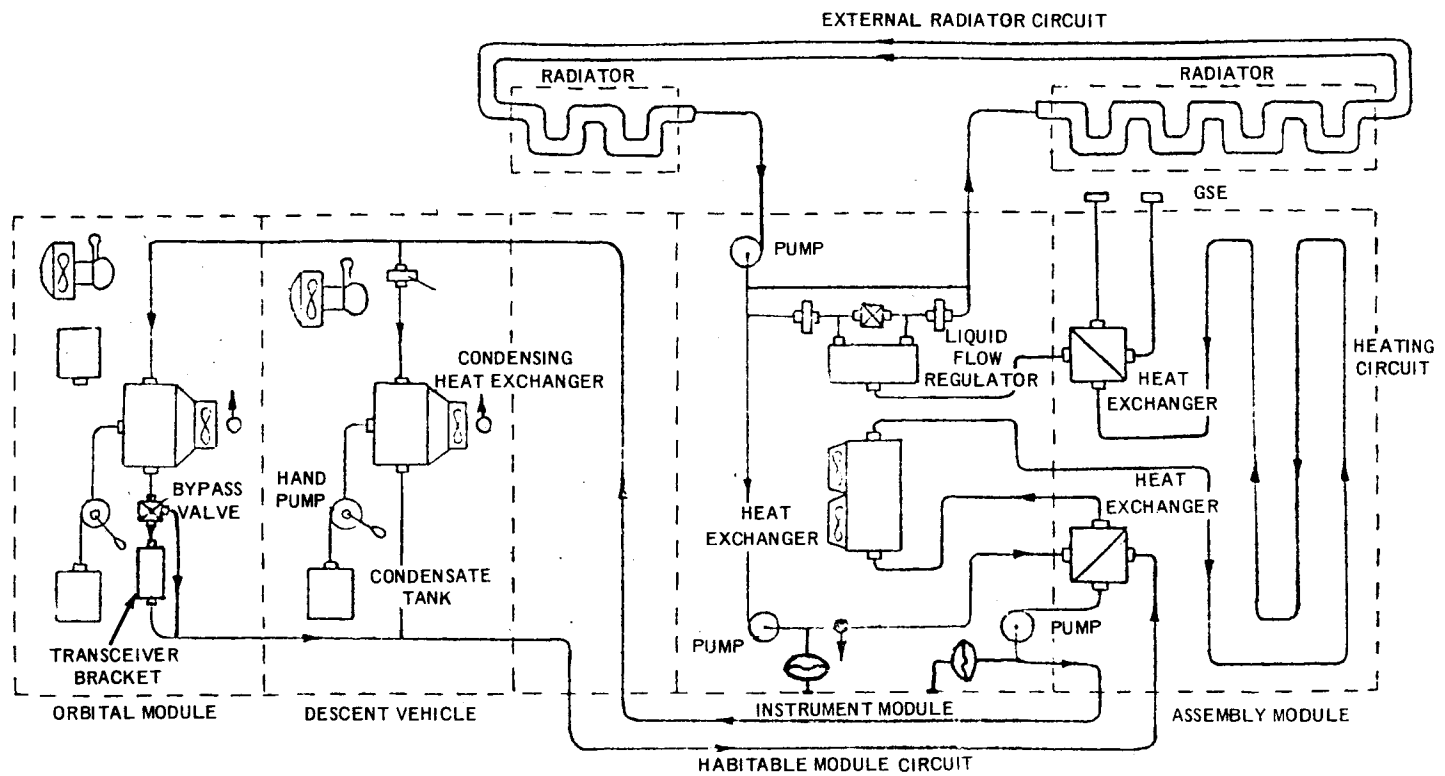 EXTERNAL RADIATOR CIRCUIT
RADIATOR
RADIATOR
GSE
PUMP
LIQUID
FLOW
REGULATOR
HEAT
EXCHANGER
HEATING
CIRCUIT
CONDENSING
HEAT EXCHANGER
BYPASS
VALVE
HAND
PUMP
HEAT
EXCHANGER
HEAT
EXCHANGER
CONDENSATE
TANK
PUMP
PUMP
TRANSCEIVER
BRACKET
ORBITAL MODULE
DESCENT VEHICLE
INSTRUMENT MODULE
ASSEMBLY MODULE
HABITABLE MODULE CIRCUIT